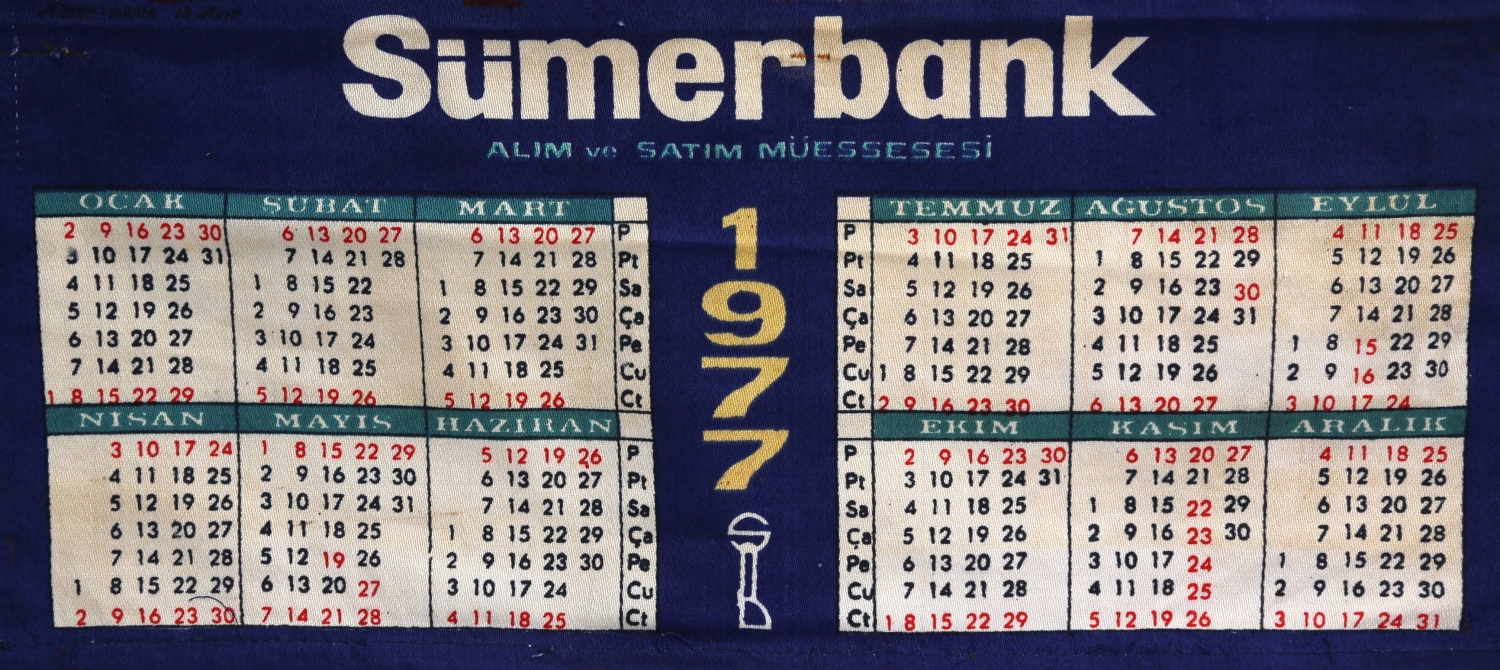 Sümerbank
ALIM ve SATIM MÜESSESESİ
OCAK ŞUBAT MART
2 9 16 23 30 6 13 20 27 6 13 20 27 P
3 10 17 24 31 7 14 21 28 7 14 21 28 Pt
4 11 18 25 1 8 15 22 1 8 15 22 29 Sa
5 12 19 26 2 9 16 23 2 9 16 23 30 Ça
6 13 20 27 3 10 17 24 3 10 17 24 31 Pe
7 14 21 28 4 11 18 25 4 11 18 25 Cu
1 8 15 22 29 5 12 19 26 5 12 19 26 Ct
NİSAN MAYIS HAZİRAN
3 10 17 24 1 8 15 22 29 5 12 19 26 P
4 11 18 25 2 9 16 23 30 6 13 20 27 Pt
5 12 19 26 3 10 17 24 31 7 14 21 28 Sa
6 13 20 27 4 11 18 25 1 8 15 22 29 Ça
7 14 21 28 5 12 19 26 2 9 16 23 30 Pe
1 8 15 22 29 6 13 20 27 3 10 17 24 Cu
2 9 16 23 30 7 14 21 28 4 11 18 25 Ct
1
9
7
7
TEMMUZ AĞUSTOS EYLÜL
P 3 10 17 24 31 7 14 21 28 4 11 18 25
Pt 4 11 18 25 1 8 15 22 29 5 12 19 26
Sa 5 12 19 26 2 9 16 23 30 6 13 20 27
Ça 6 13 20 27 3 10 17 24 31 7 14 21 28
Pe 7 14 21 28 4 11 18 25 1 8 15 22 29
Cu 1 8 15 22 29 5 12 19 26 2 9 16 23 30
Ct 2 9 16 23 30 6 13 20 27 3 10 17 24
EKİM KASIM ARALIK
P 2 9 16 23 30 6 13 20 27 4 11 18 25
Pt 3 10 17 24 31 7 14 21 28 5 12 19 26
Sa 4 11 18 25 1 8 15 22 29 6 13 20 27
Ça 5 12 19 26 2 9 16 23 30 7 14 21 28
Pe 6 13 20 27 3 10 17 24 1 8 15 22 29
Cu 7 14 21 28 4 11 18 25 2 9 16 23 30
Ct 1 8 15 22 29 5 12 19 26 3 10 17 24 31